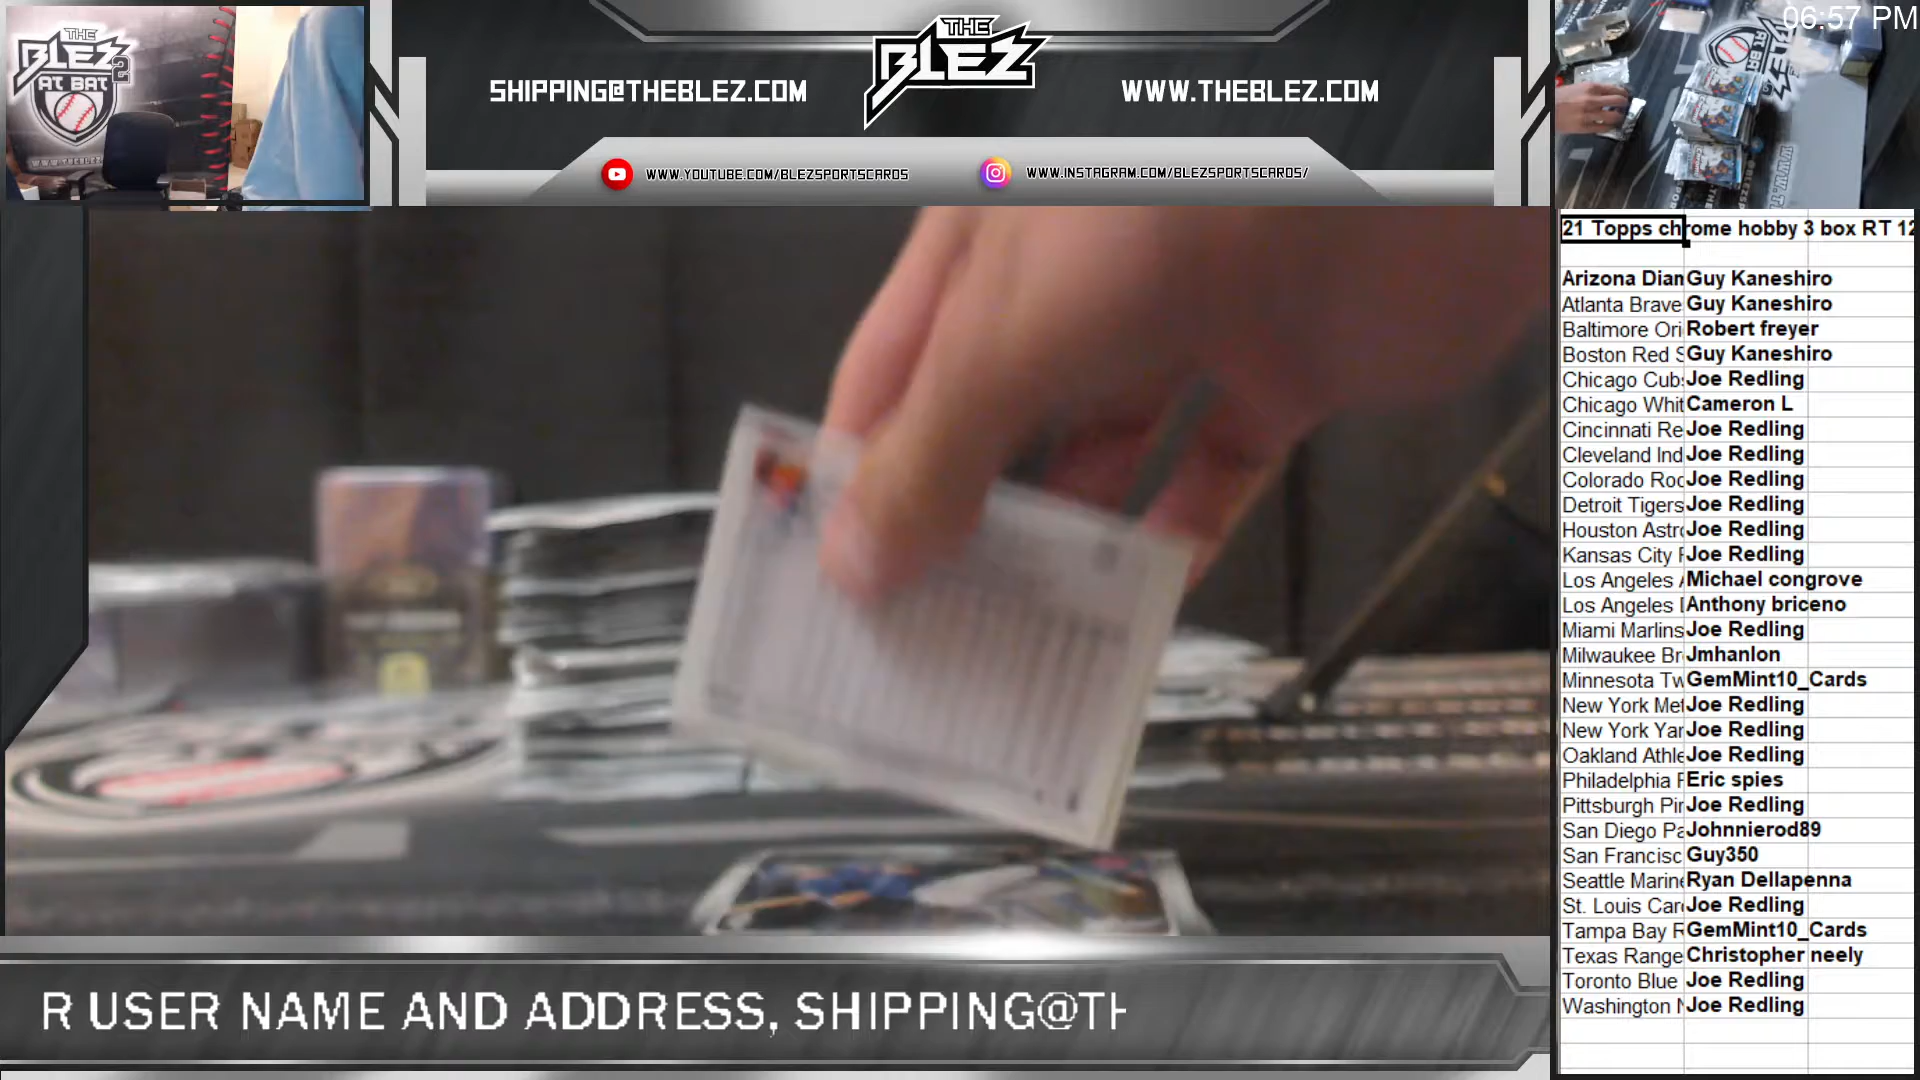 THE
BLEZ 2
AT BAT
SHIPPING@THEBLEZ.COM
THE
BLEZ
WWW.THEBLEZ.COM
WWW.YOUTUBE.COM/BLEZSPORTSCARDS
WWW.INSTAGRAM.COM/BLEZSPORTSCARDS/
06:57 PM
21 Topps chrome hobby 3 box RT 12
Arizona Diam Guy Kaneshiro
Atlanta Brave Guy Kaneshiro
Baltimore Ori Robert freyer
Boston Red S Guy Kaneshiro
Chicago Cubs Joe Redling
Chicago Whit Cameron L
Cincinnati Re Joe Redling
Cleveland Ind Joe Redling
Colorado Roc Joe Redling
Detroit Tigers Joe Redling
Houston Astro Joe Redling
Kansas City R Joe Redling
Los Angeles A Michael congrove
Los Angeles D Anthony briceno
Miami Marlins Joe Redling
Milwaukee Br Jmhanlon
Minnesota Tw GemMint10_Cards
New York Met Joe Redling
New York Yan Joe Redling
Oakland Athle Joe Redling
Philadelphia P Eric spies
Pittsburgh Pir Joe Redling
San Diego Pa Johnnierod89
San Francisc Guy350
Seattle Marine Ryan Dellapenna
St. Louis Card Joe Redling
Tampa Bay R GemMint10_Cards
Texas Range Christopher neely
Toronto Blue Joe Redling
Washington N Joe Redling
R USER NAME AND ADDRESS, SHIPPING@TH